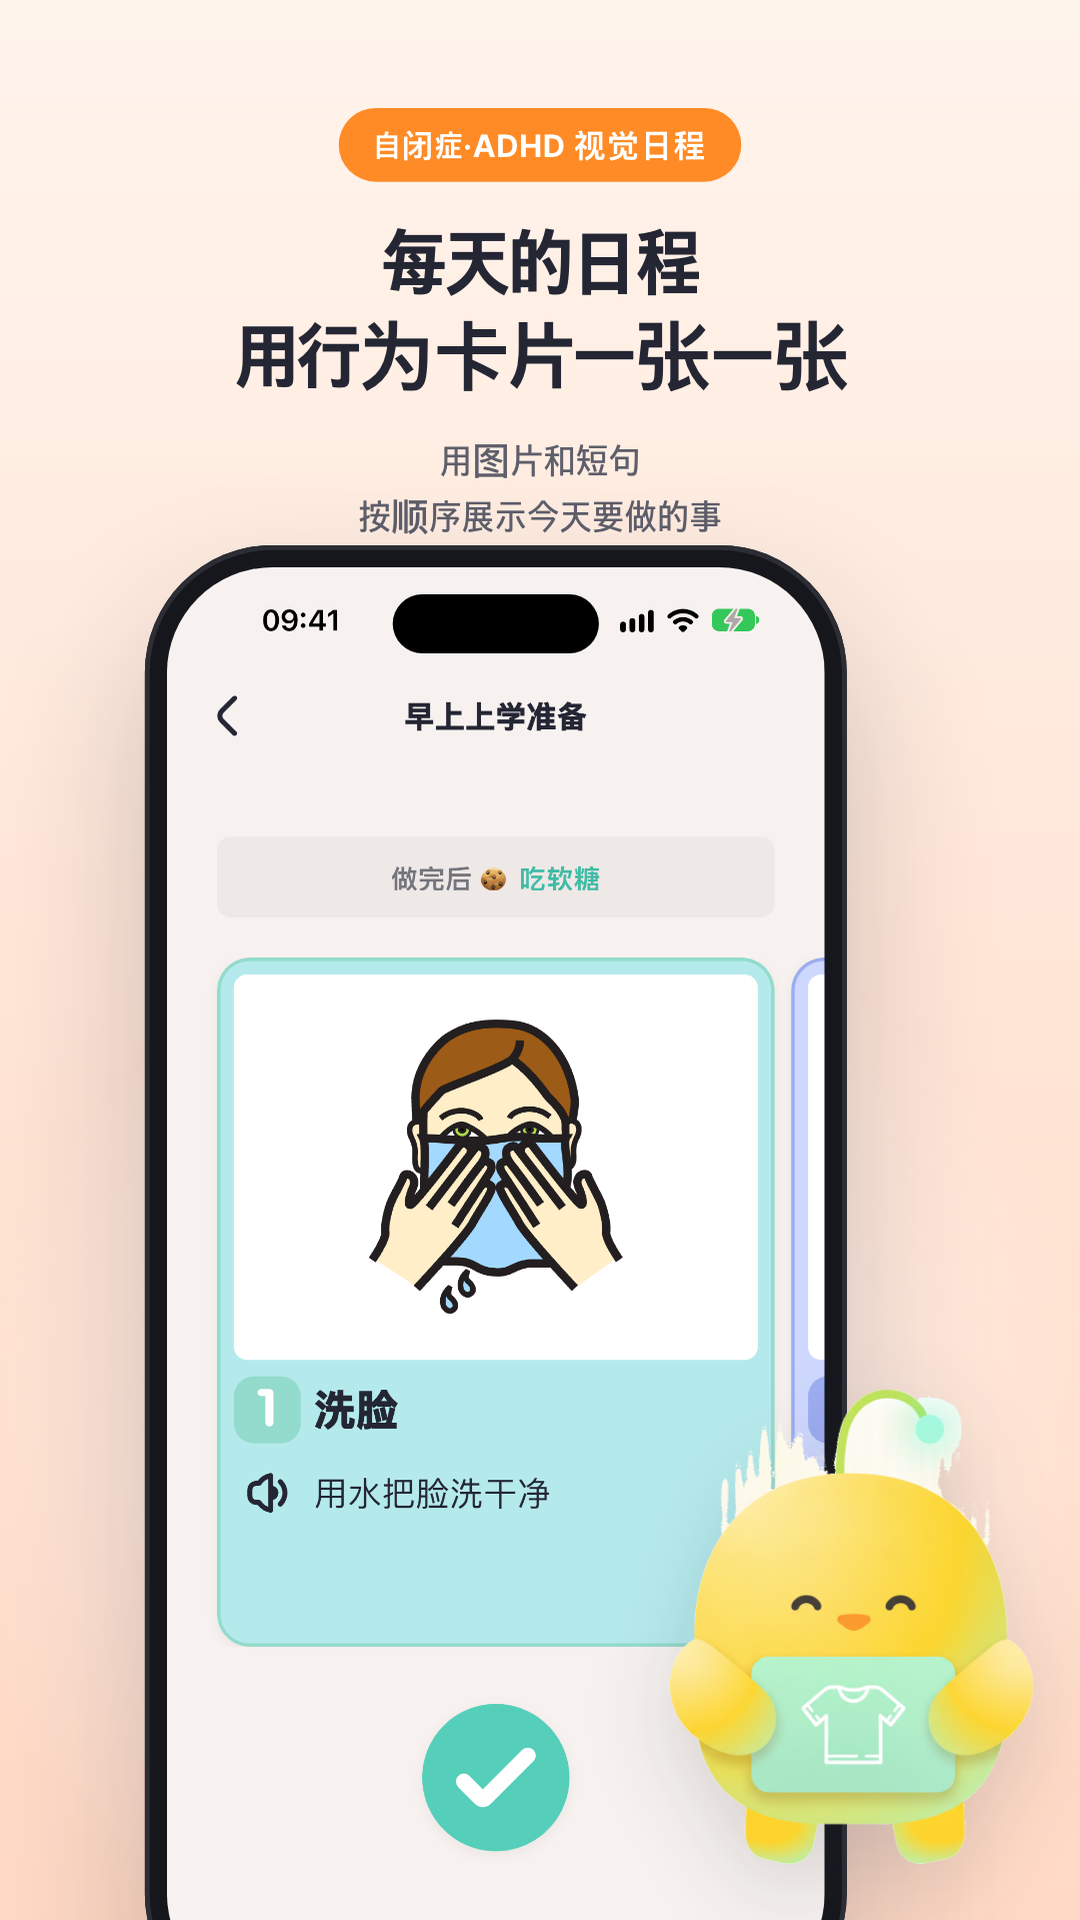 自闭症·ADHD 视觉日程
每天的日程
用行为卡片一张一张
用图片和短句
按顺序展示今天要做的事
09:41
早上上学准备
做完后 🍪 吃软糖
1 洗脸
用水把脸洗干净